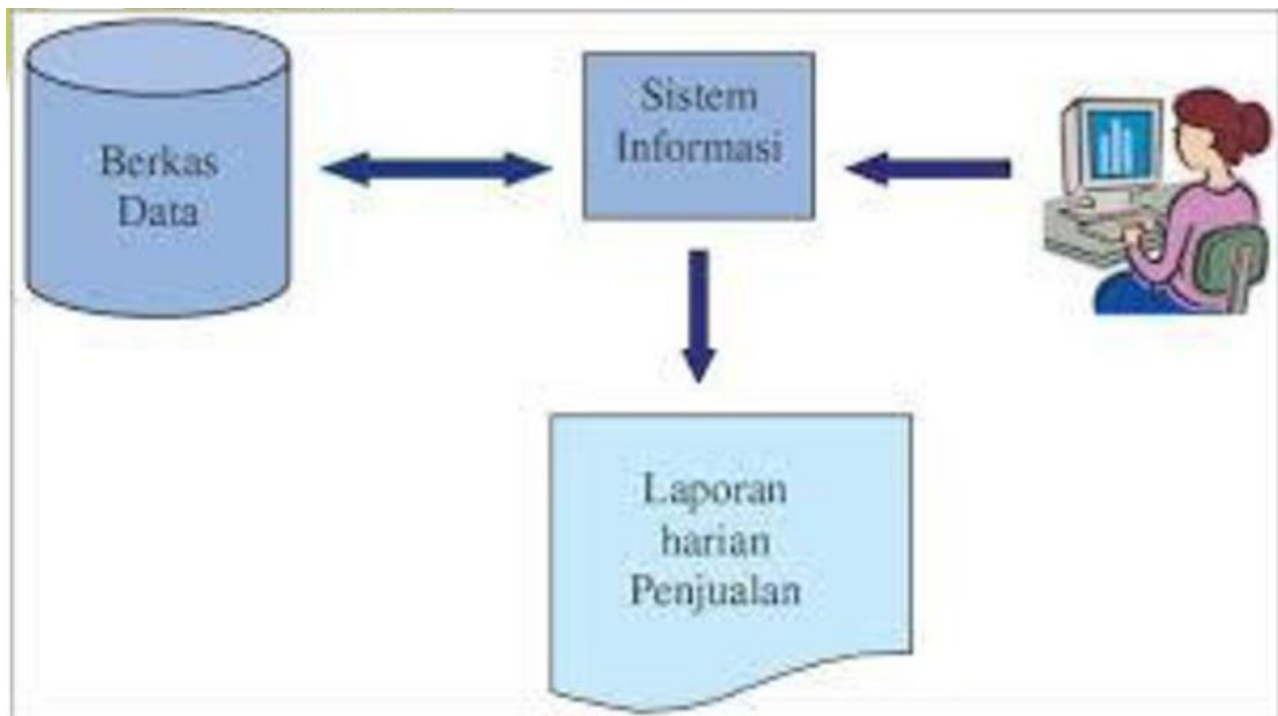 Berkas
Data
Sistem
Informasi
Laporan
harian
Penjualan